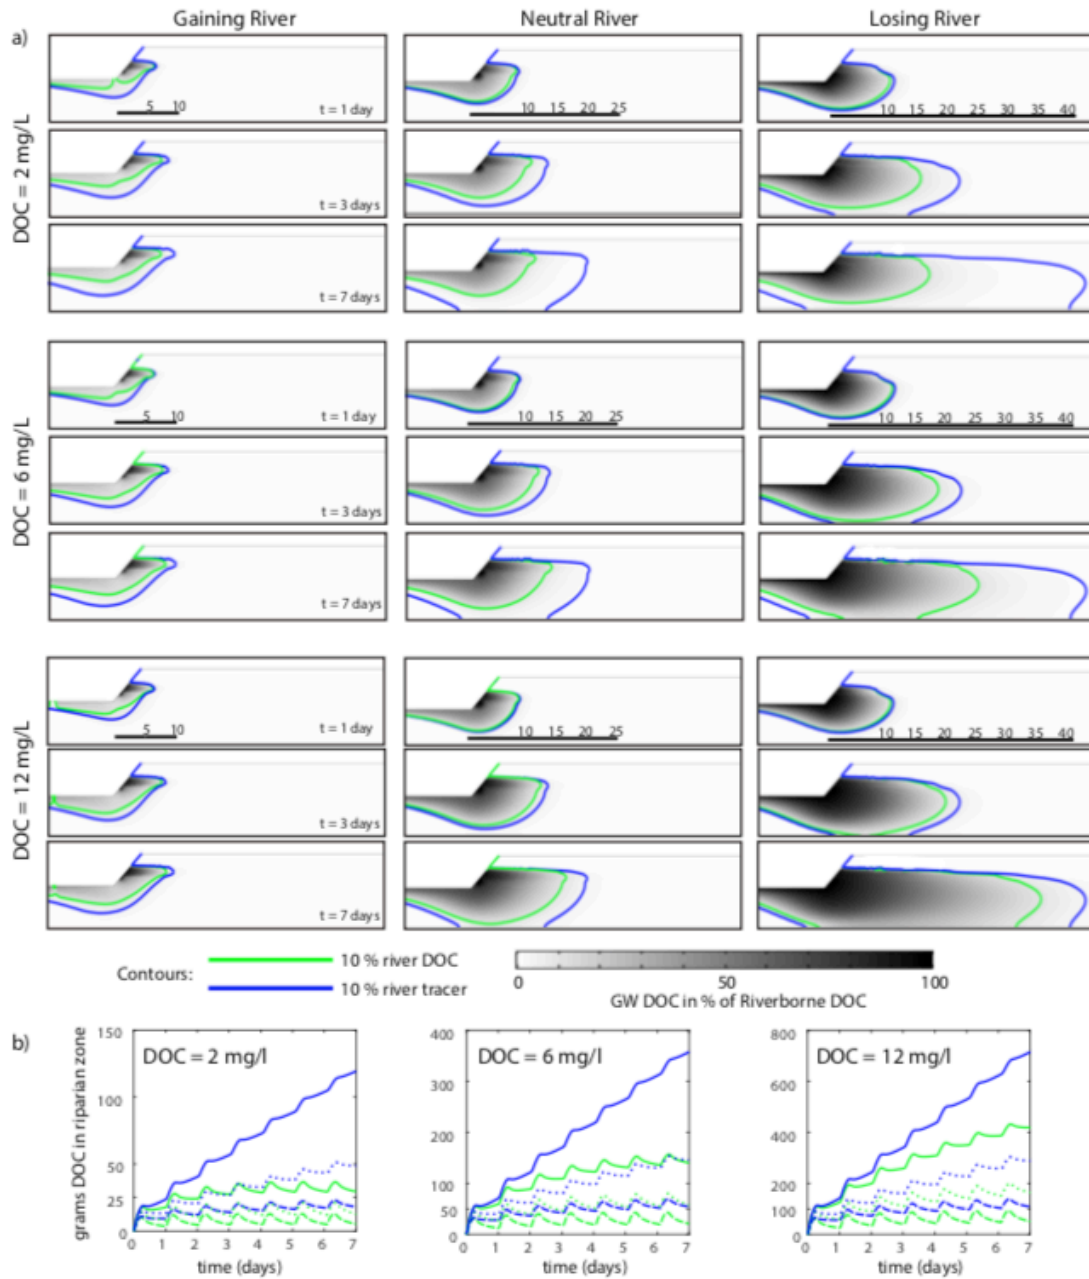 Gaining River Neutral River Losing River
a)
DOC = 2 mg/L
5 10
t = 1 day
10 15 20 25
10 15 20 25 30 35 40
t = 3 days
t = 7 days
DOC = 6 mg/L
5 10
t = 1 day
10 15 20 25
10 15 20 25 30 35 40
t = 3 days
t = 7 days
DOC = 12 mg/L
5 10
t = 1 day
10 15 20 25
10 15 20 25 30 35 40
t = 3 days
t = 7 days
Contours:
10 % river DOC
10 % river tracer
0 50 100
GW DOC in % of Riverborne DOC
b)
grams DOC in riparian zone
DOC = 2 mg/l
150
100
50
25
0
0 1 2 3 4 5 6 7
time (days)
DOC = 6 mg/l
400
300
200
100
50
0
0 1 2 3 4 5 6 7
time (days)
DOC = 12 mg/l
800
600
400
200
100
0
0 1 2 3 4 5 6 7
time (days)